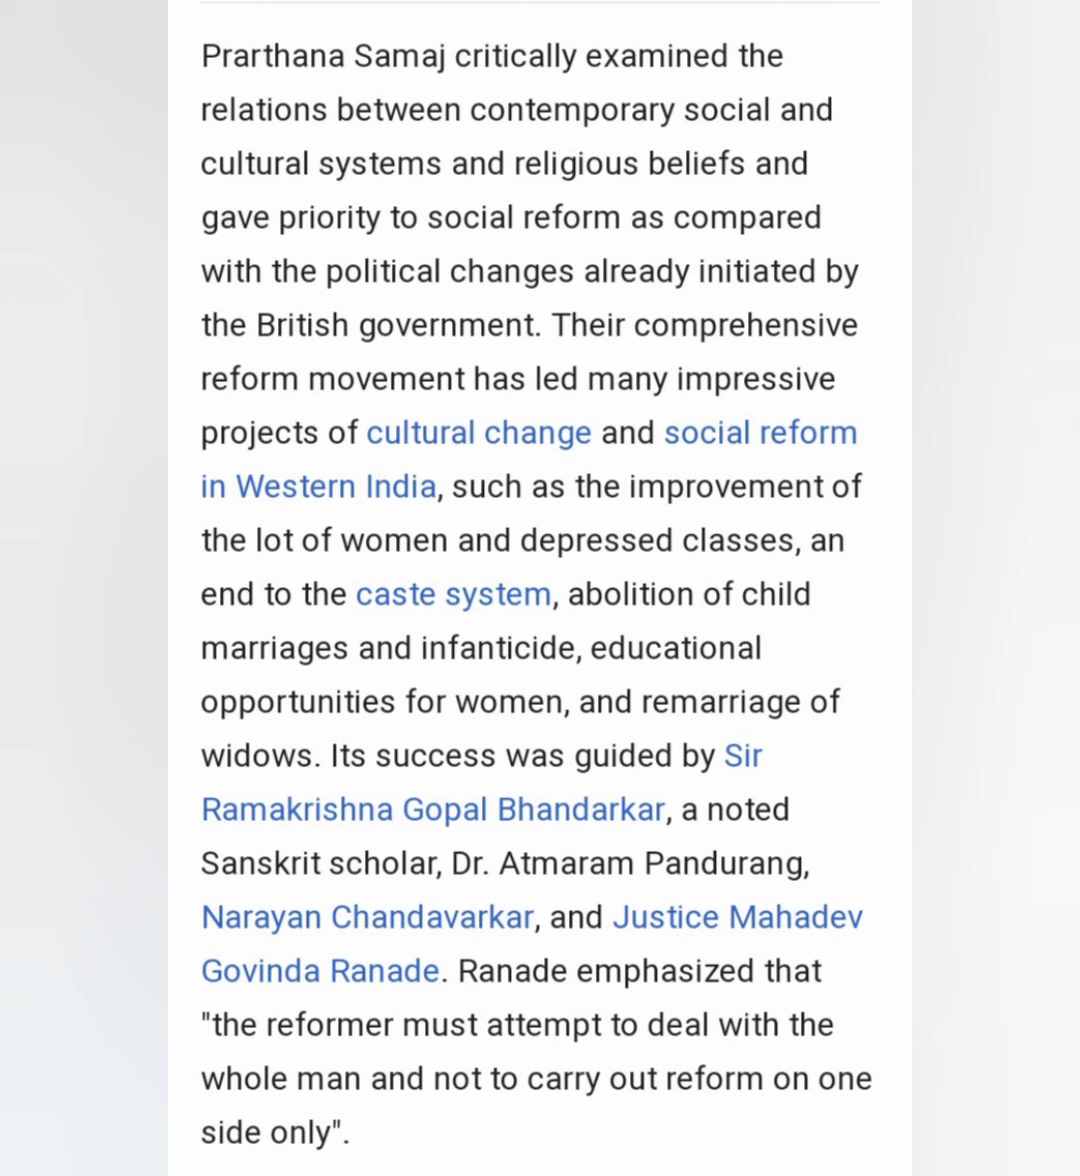 Prarthana Samaj critically examined the
relations between contemporary social and
cultural systems and religious beliefs and
gave priority to social reform as compared
with the political changes already initiated by
the British government. Their comprehensive
reform movement has led many impressive
projects of cultural change and social reform
in Western India, such as the improvement of
the lot of women and depressed classes, an
end to the caste system, abolition of child
marriages and infanticide, educational
opportunities for women, and remarriage of
widows. Its success was guided by Sir
Ramakrishna Gopal Bhandarkar, a noted
Sanskrit scholar, Dr. Atmaram Pandurang,
Narayan Chandavarkar, and Justice Mahadev
Govinda Ranade. Ranade emphasized that
"the reformer must attempt to deal with the
whole man and not to carry out reform on one
side only".